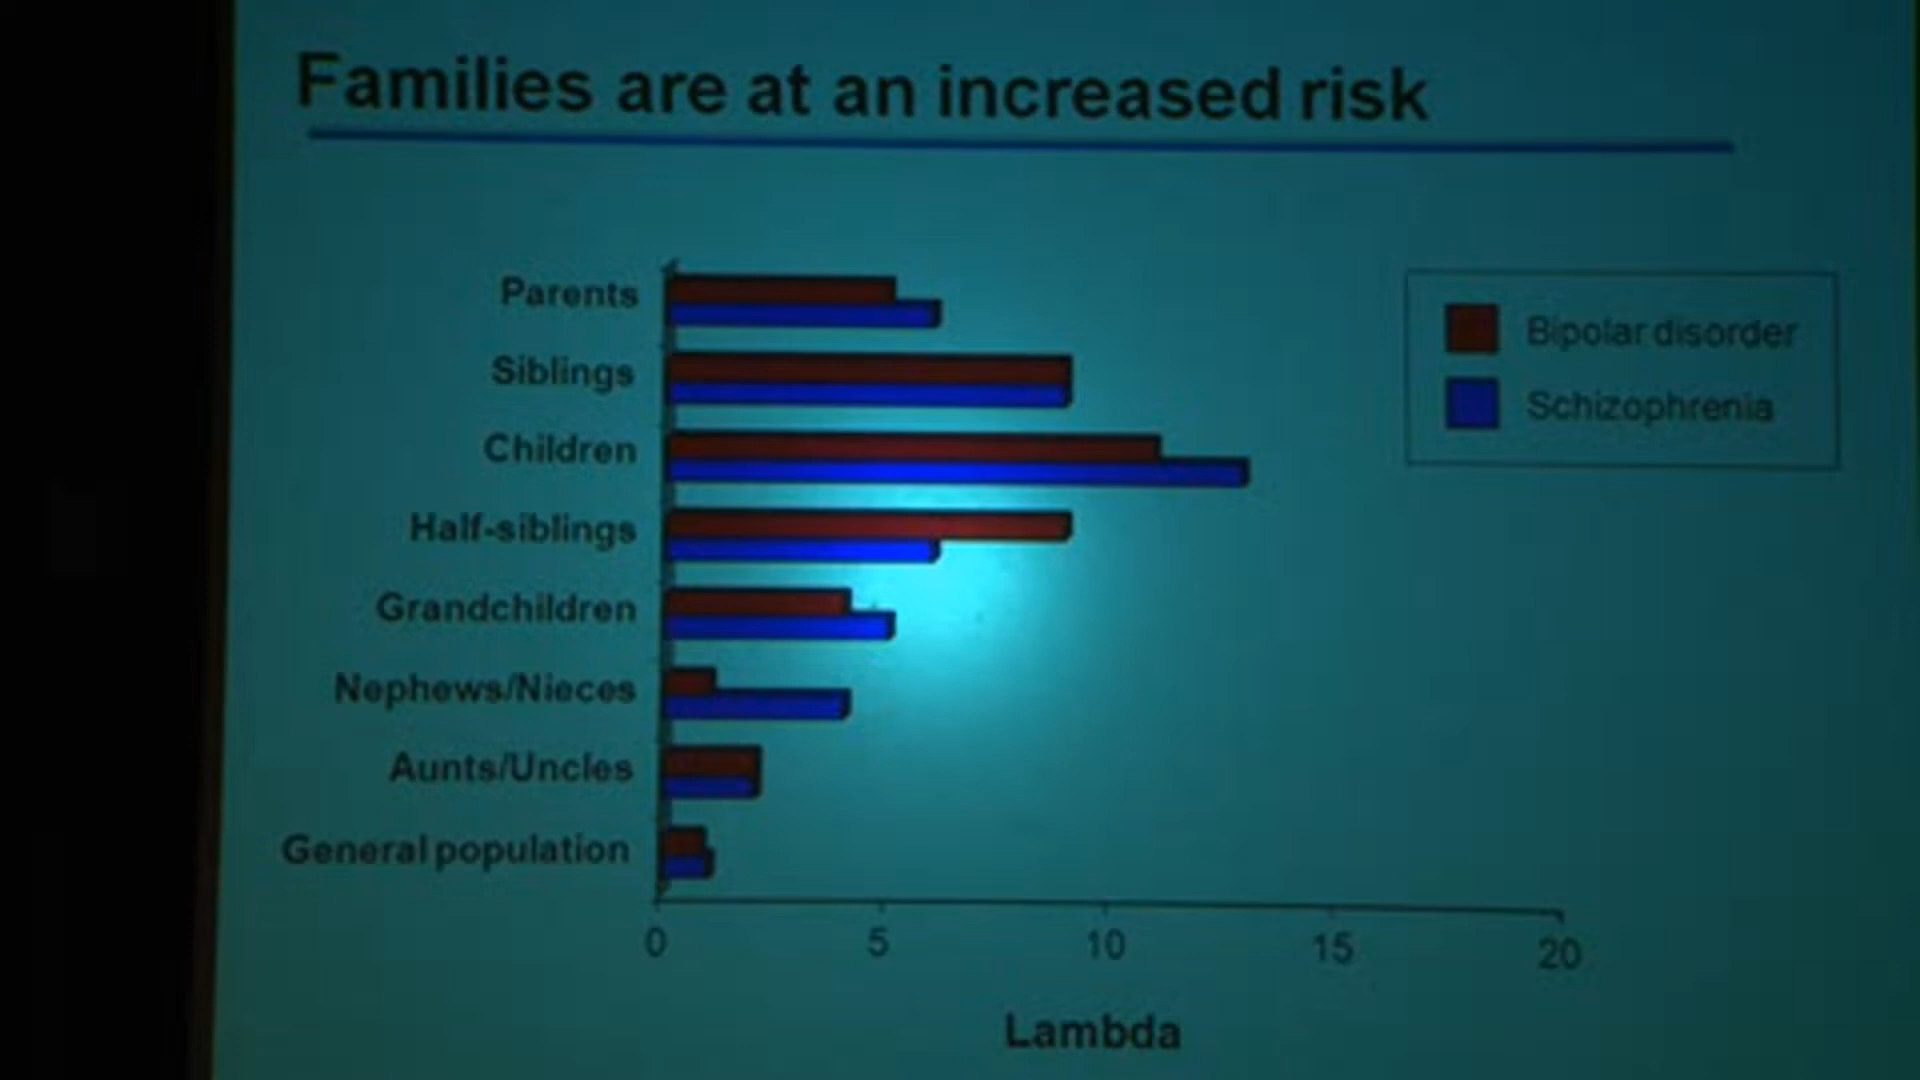 Families are at an increased risk
Parents
Siblings
Children
Half-siblings
Grandchildren
Nephews/Nieces
Aunts/Uncles
General population
0 5 10 15 20
Lambda
Bipolar disorder
Schizophrenia